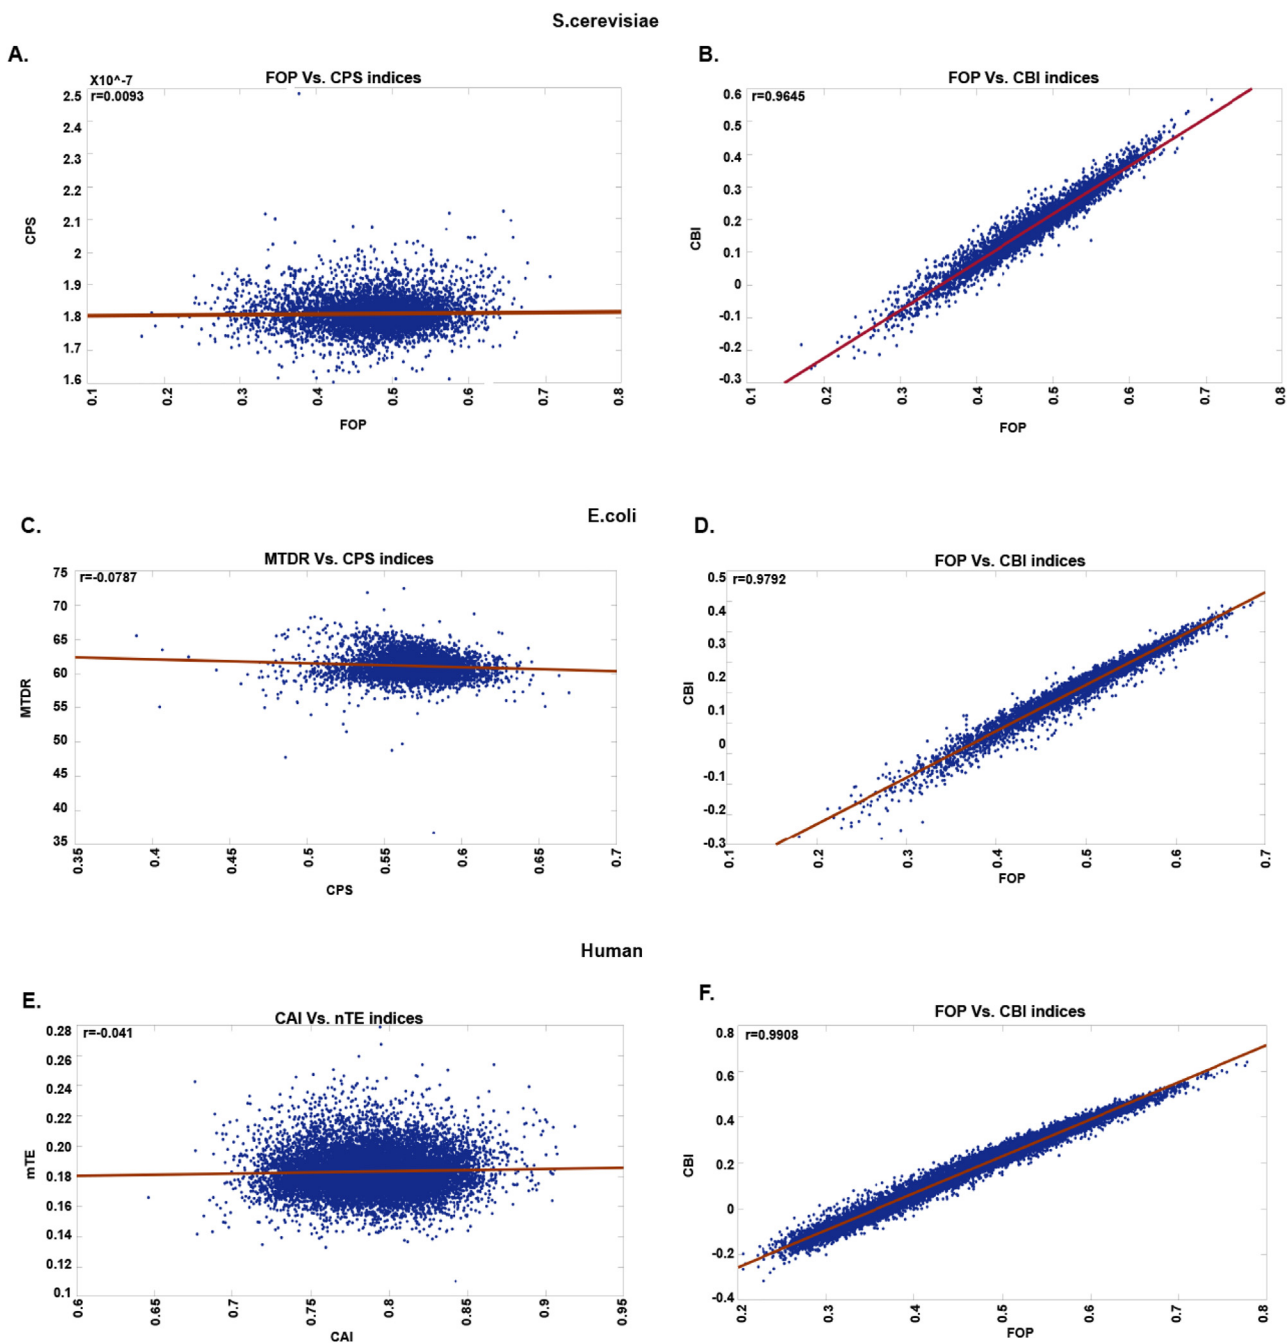 S.cerevisiae
A.
FOP Vs. CPS indices
X10^-7
r=0.0093
2.5
2.4
2.3
2.2
2.1
2
1.9
1.8
1.7
1.6
CPS
0.1
0.2
0.3
0.4
0.5
0.6
0.7
0.8
FOP
B.
FOP Vs. CBI indices
r=0.9645
0.6
0.5
0.4
0.3
0.2
0.1
0
-0.1
-0.2
-0.3
CBI
0.1
0.2
0.3
0.4
0.5
0.6
0.7
0.8
FOP
E.coli
C.
MTDR Vs. CPS indices
r=-0.0787
75
70
65
60
55
50
45
40
35
MTDR
0.35
0.4
0.45
0.5
0.55
0.6
0.65
0.7
CPS
D.
FOP Vs. CBI indices
r=0.9792
0.5
0.4
0.3
0.2
0.1
0
-0.1
-0.2
-0.3
CBI
0.1
0.2
0.3
0.4
0.5
0.6
0.7
FOP
Human
E.
CAI Vs. nTE indices
r=-0.041
0.28
0.26
0.24
0.22
0.20
0.18
0.16
0.14
0.12
0.1
mTE
0.6
0.65
0.7
0.75
0.8
0.85
0.9
0.95
CAI
F.
FOP Vs. CBI indices
r=0.9908
0.8
0.6
0.4
0.2
0
-0.2
-0.4
CBI
0.2
0.3
0.4
0.5
0.6
0.7
0.8
FOP